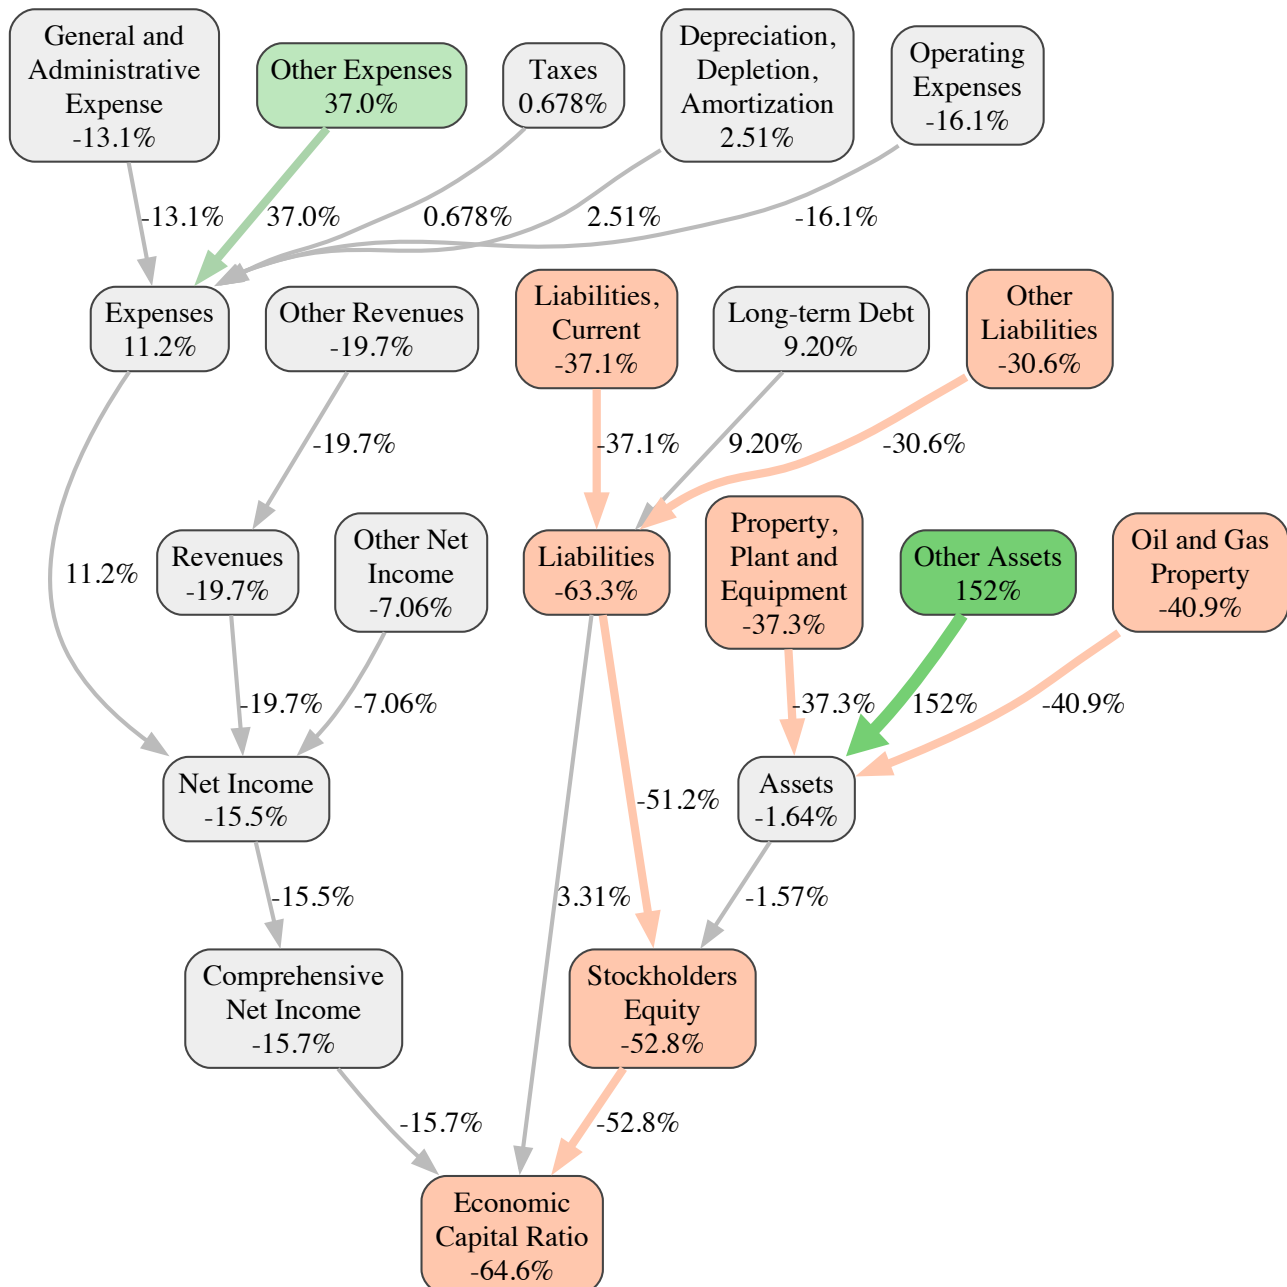 General and
Administrative
Expense
-13.1%
Other Expenses
37.0%
Taxes
0.678%
Depreciation,
Depletion,
Amortization
2.51%
Operating
Expenses
-16.1%
-13.1%
37.0%
0.678%
2.51%
-16.1%
Expenses
11.2%
Other Revenues
-19.7%
Liabilities,
Current
-37.1%
Long-term Debt
9.20%
Other
Liabilities
-30.6%
-19.7%
-37.1%
9.20%
-30.6%
11.2%
Revenues
-19.7%
Other Net
Income
-7.06%
Liabilities
-63.3%
Property,
Plant and
Equipment
-37.3%
Other Assets
152%
Oil and Gas
Property
-40.9%
-19.7%
-7.06%
-37.3%
152%
-40.9%
Net Income
-15.5%
-51.2%
Assets
-1.64%
-15.5%
3.31%
-1.57%
Comprehensive
Net Income
-15.7%
Stockholders
Equity
-52.8%
-15.7%
-52.8%
Economic
Capital Ratio
-64.6%